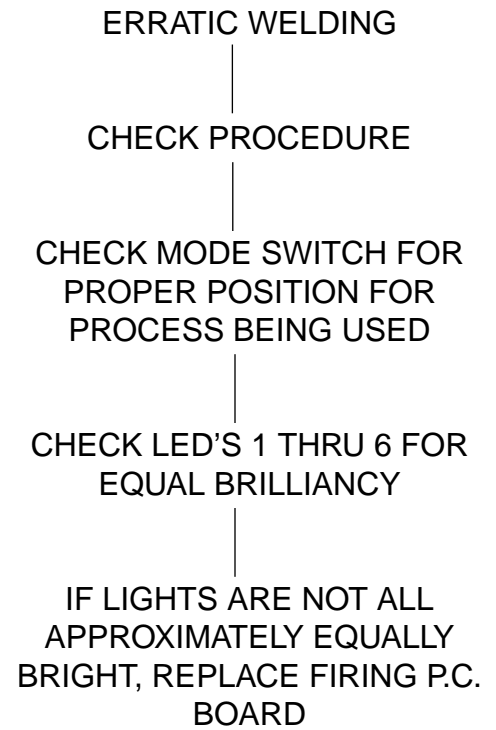 ERRATIC WELDING
CHECK PROCEDURE
CHECK MODE SWITCH FOR
PROPER POSITION FOR
PROCESS BEING USED
CHECK LED'S 1 THRU 6 FOR
EQUAL BRILLIANCY
IF LIGHTS ARE NOT ALL
APPROXIMATELY EQUALLY
BRIGHT, REPLACE FIRING P.C.
BOARD